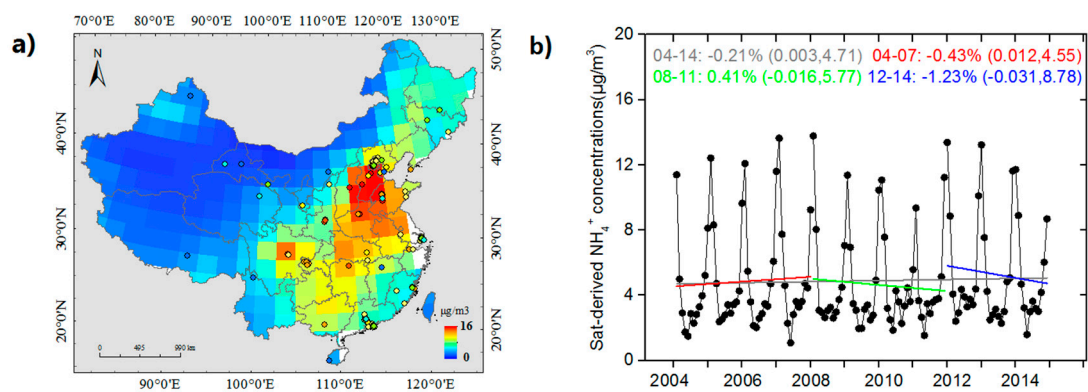 a)
70°0'E 80°0'E 90°0'E 100°0'E 110°0'E 120°0'E 130°0'E
N
50°0'N
40°0'N
30°0'N
20°0'N
50°0'N
40°0'N
30°0'N
20°0'N
µg/m3
16
0
0 495 990 km
90°0'E 100°0'E 110°0'E 120°0'E
b)
Sat-derived NH₄⁺ concentrations(µg/m³)
20
16
12
8
4
0
04-14: -0.21% (0.003,4.71) 04-07: -0.43% (0.012,4.55)
08-11: 0.41% (-0.016,5.77) 12-14: -1.23% (-0.031,8.78)
2004 2006 2008 2010 2012 2014